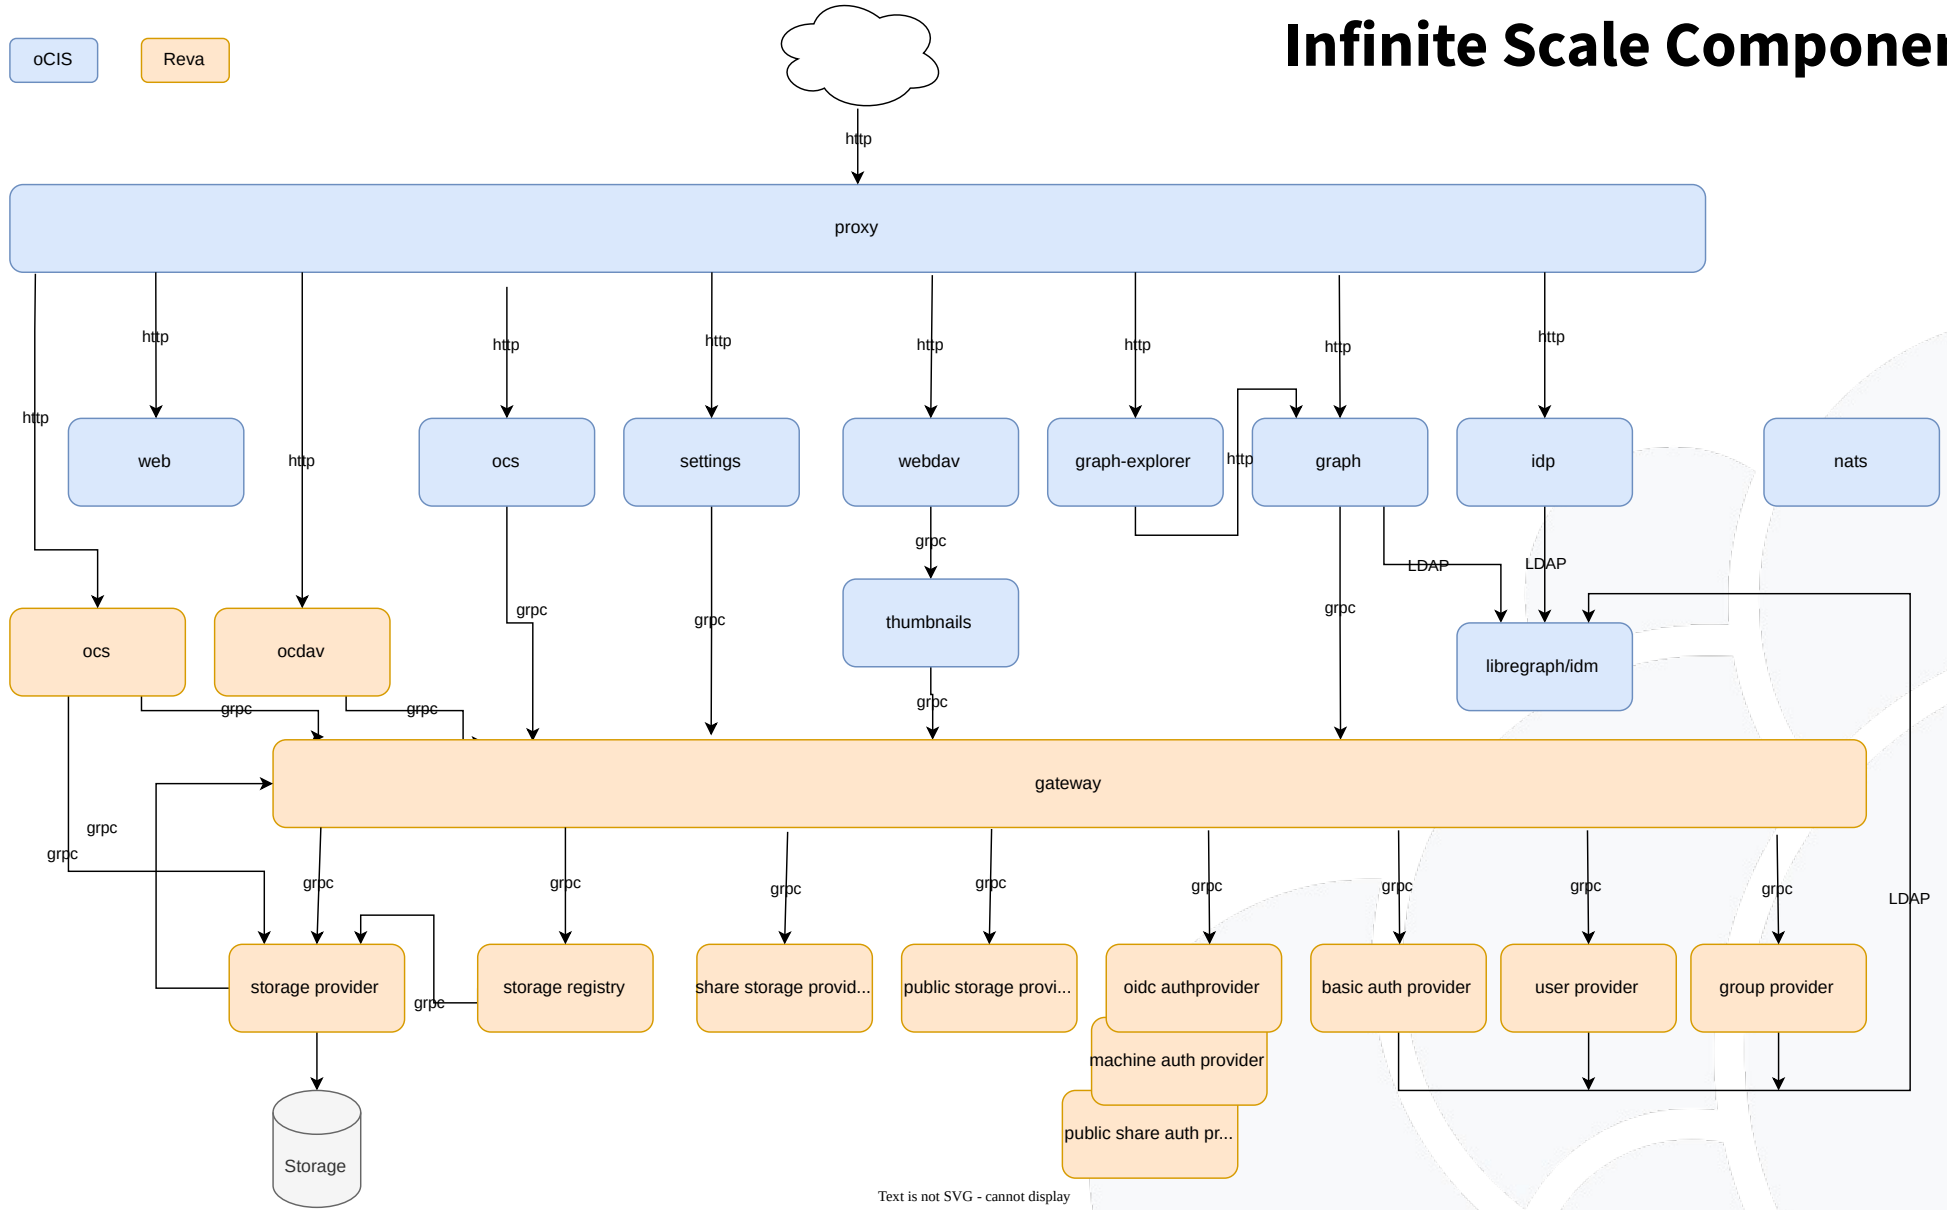 Infinite Scale Componen
oCIS
Reva
http
proxy
http
http
http
http
http
http
http
http
http
web
ocs
settings
webdav
graph-explorer
http
graph
idp
nats
grpc
LDAP
LDAP
grpc
grpc
grpc
grpc
thumbnails
ocs
ocdav
libregraph/idm
grpc
grpc
grpc
gateway
grpc
grpc
grpc
grpc
grpc
grpc
grpc
grpc
grpc
grpc
LDAP
storage provider
grpc
storage registry
share storage provid...
public storage provi...
oidc authprovider
basic auth provider
user provider
group provider
machine auth provider
public share auth pr...
Storage
Text is not SVG - cannot display